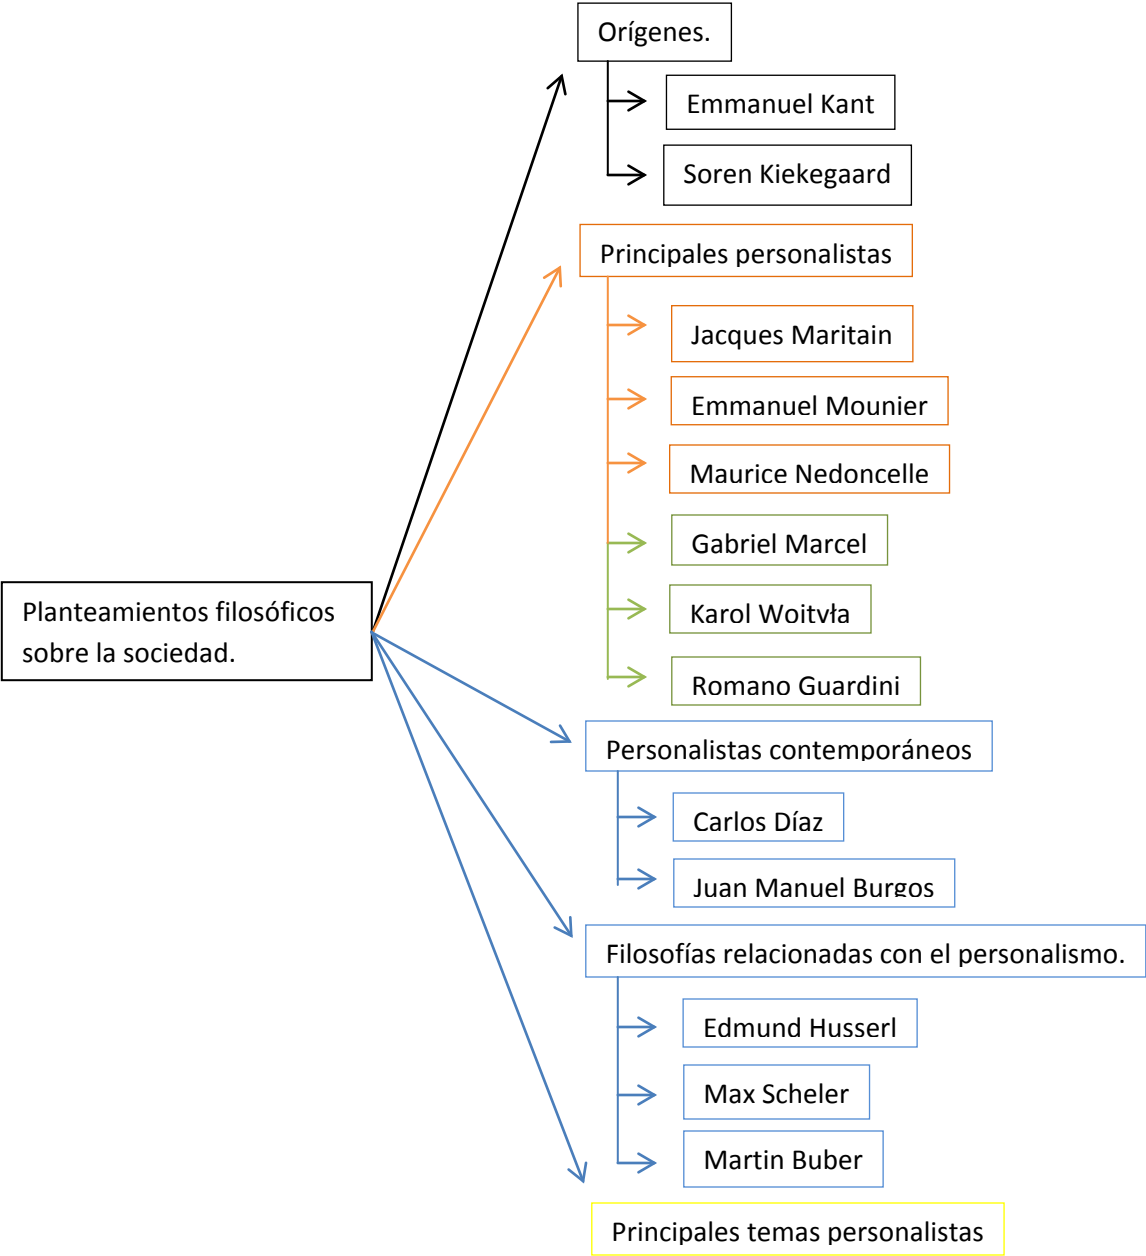 Orígenes.
Emmanuel Kant
Soren Kiekegaard
Principales personalistas
Jacques Maritain
Emmanuel Mounier
Maurice Nedoncelle
Gabriel Marcel
Planteamientos filosóficos
sobre la sociedad.
Karol Wojtyła
Romano Guardini
Personalistas contemporáneos
Carlos Díaz
Juan Manuel Burgos
Filosofías relacionadas con el personalismo.
Edmund Husserl
Max Scheler
Martin Buber
Principales temas personalistas